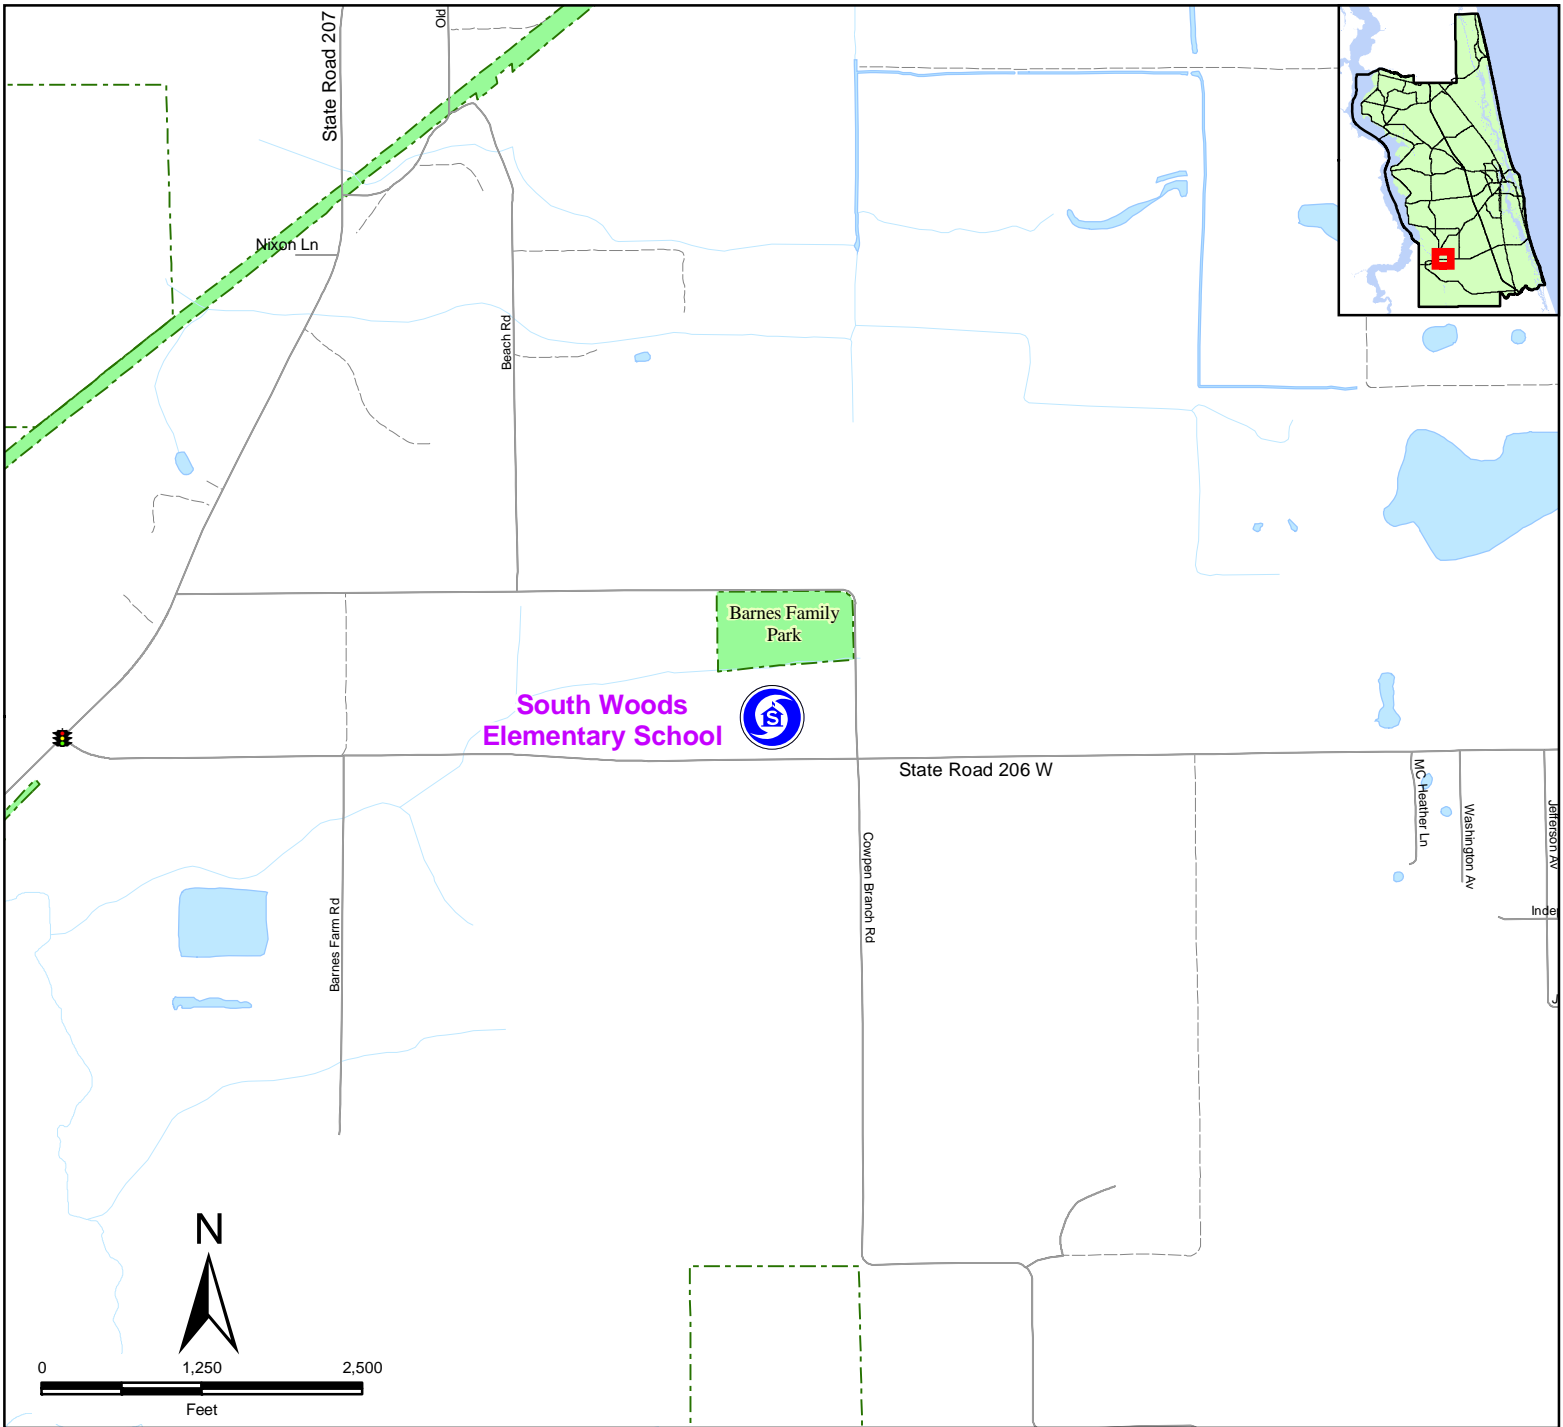 State Road 207
Old
Nixon Ln
Beach Rd
Barnes Family
Park
South Woods
Elementary School
S
State Road 206 W
MC Heather Ln
Washington Av
Jefferson Av
Cowpen Branch Rd
Barnes Farm Rd
Inde
J
N
0 1,250 2,500
Feet